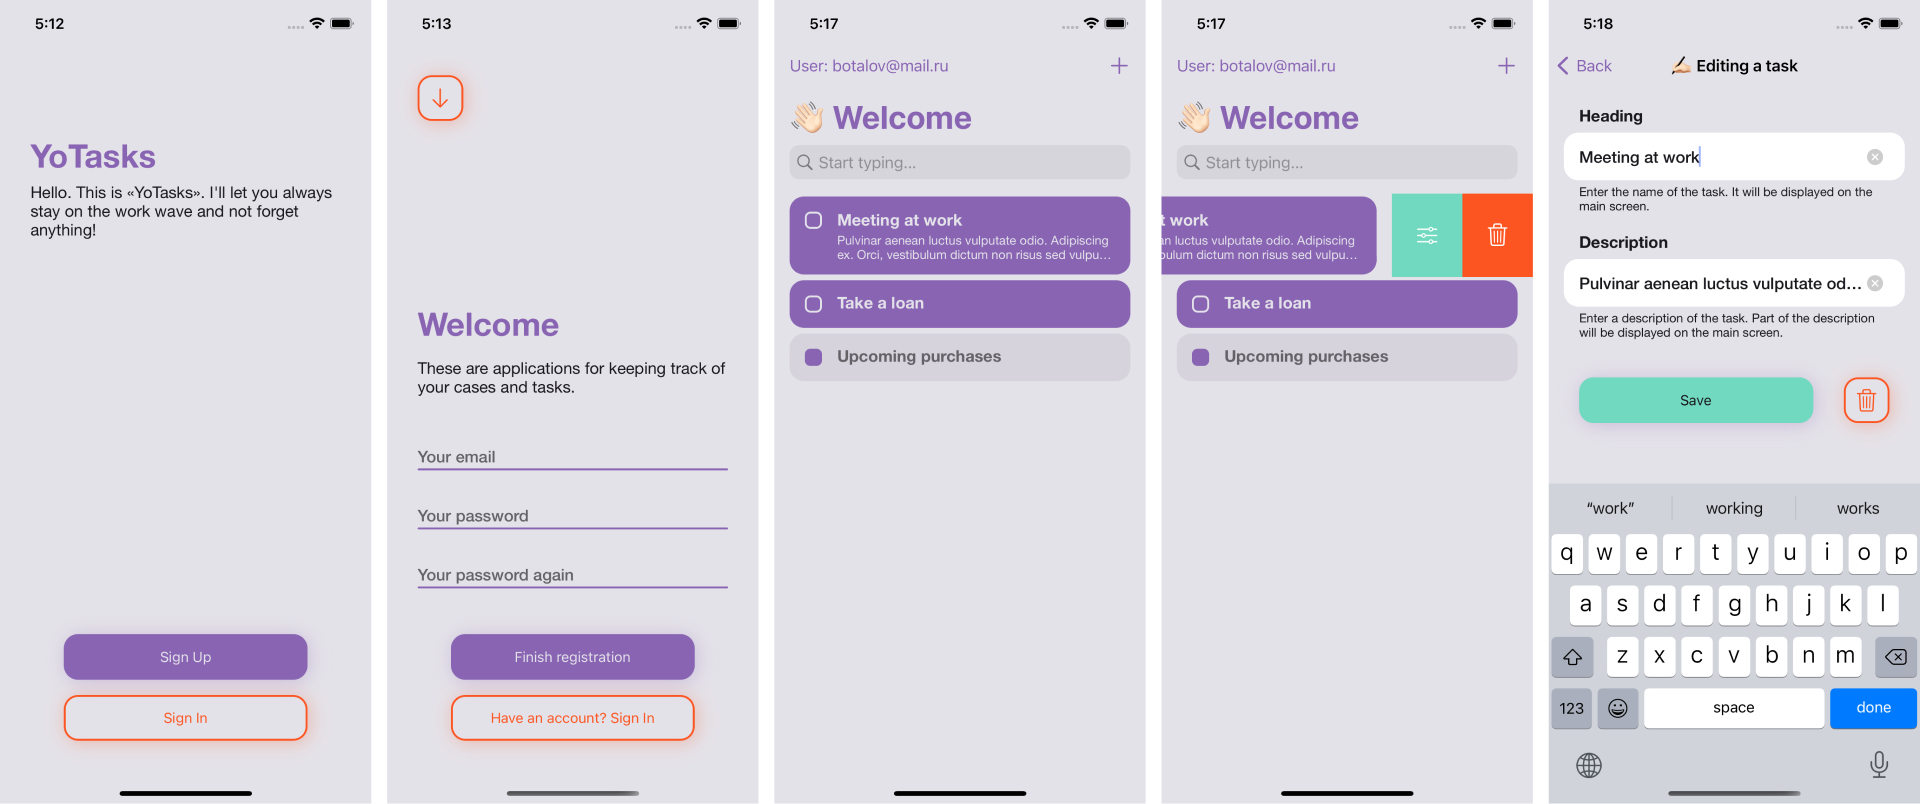 5:12
YoTasks
Hello. This is «YoTasks». I'll let you always
stay on the work wave and not forget
anything!
Sign Up
Sign In
5:13
Welcome
These are applications for keeping track of
your cases and tasks.
Your email
Your password
Your password again
Finish registration
Have an account? Sign In
5:17
User: botalov@mail.ru
Welcome
Start typing...
Meeting at work
Pulvinar aenean luctus vulputate odio. Adipiscing
ex. Orci, vestibulum dictum non risus sed vulpu...
Take a loan
Upcoming purchases
5:17
User: botalov@mail.ru
Welcome
Start typing...
t work
an luctus vulputate odio. Adipiscing
bulum dictum non risus sed vulpu...
Take a loan
Upcoming purchases
5:18
Back
Editing a task
Heading
Meeting at work
Enter the name of the task. It will be displayed on the
main screen.
Description
Pulvinar aenean luctus vulputate od...
Enter a description of the task. Part of the description
will be displayed on the main screen.
Save
“work” working works
q w e r t y u i o p
a s d f g h j k l
z x c v b n m
123 space done